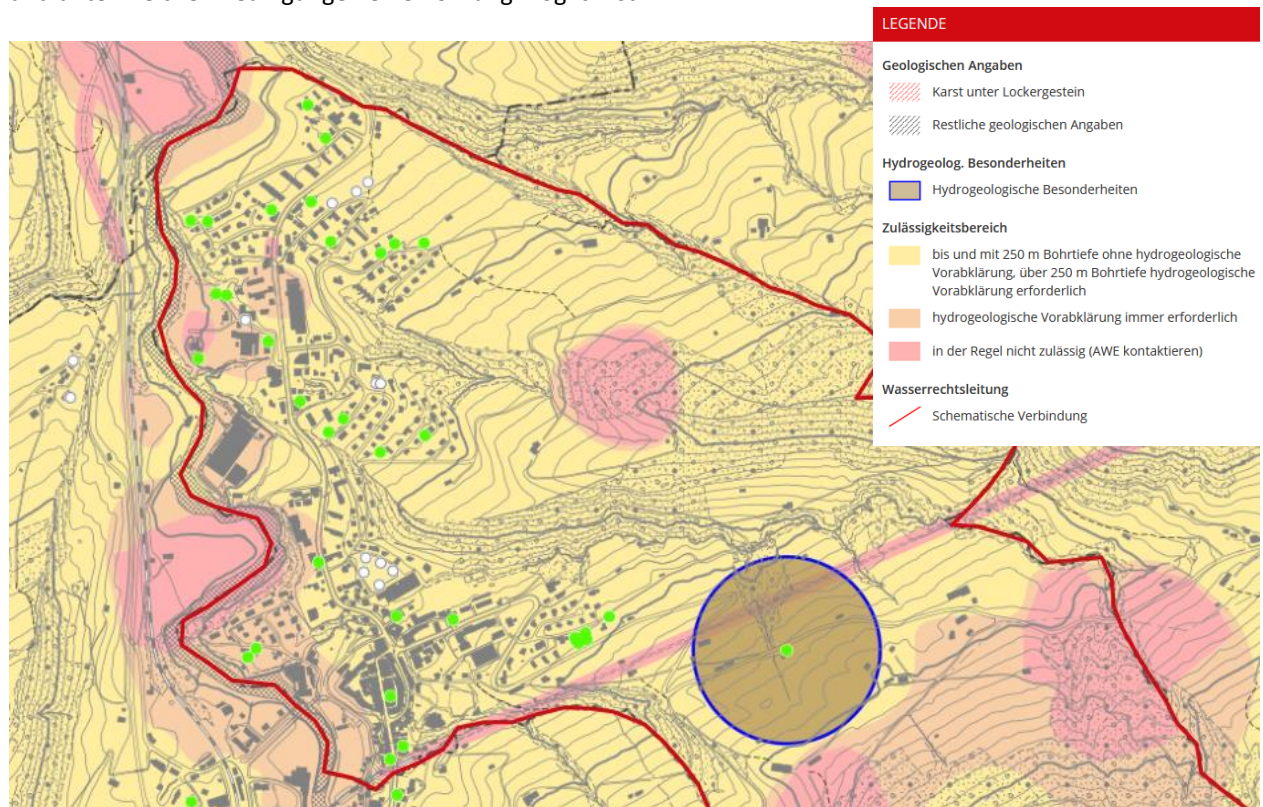 LEGENDE
Geologischen Angaben
Karst unter Lockergestein
Restliche geologischen Angaben
Hydrogeolog. Besonderheiten
Hydrogeologische Besonderheiten
Zulässigkeitsbereich
bis und mit 250 m Bohrtiefe ohne hydrogeologische
Vorabklärung, über 250 m Bohrtiefe hydrogeologische
Vorabklärung erforderlich
hydrogeologische Vorabklärung immer erforderlich
in der Regel nicht zulässig (AWE kontaktieren)
Wasserrechtsleitung
Schematische Verbindung